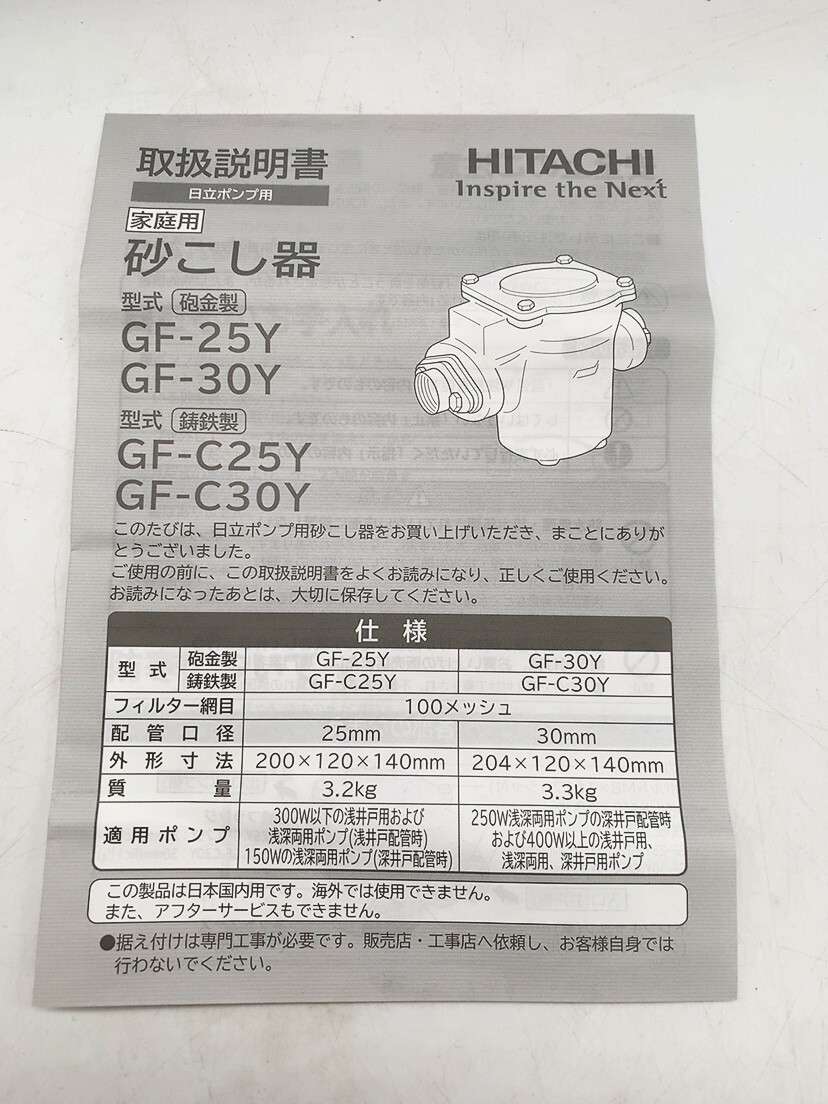 取扱説明書
日立ポンプ用
HITACHI
Inspire the Next
家庭用
砂こし器
型式 砲金製
GF-25Y
GF-30Y
型式 鋳鉄製
GF-C25Y
GF-C30Y
このたびは、日立ポンプ用砂こし器をお買い上げいただき、まことにありが
とうございました。
ご使用の前に、この取扱説明書をよくお読みになり、正しくご使用ください。
お読みになったあとは、大切に保存してください。
仕様
型式 砲金製 GF-25Y GF-30Y
鋳鉄製 GF-C25Y GF-C30Y
フィルター網目 100メッシュ
配管口径 25mm 30mm
外形寸法 200×120×140mm 204×120×140mm
質量 3.2kg 3.3kg
適用ポンプ
300W以下の浅井戸用および
浅深両用ポンプ(浅井戸配管時)
150Wの浅深両用ポンプ(深井戸配管時)
250W浅深両用ポンプの深井戸配管時
および400W以上の浅井戸用、
浅深両用、深井戸用ポンプ
この製品は日本国内用です。海外では使用できません。
また、アフターサービスもできません。
●据え付けは専門工事が必要です。販売店・工事店へ依頼し、お客様自身では
行わないでください。